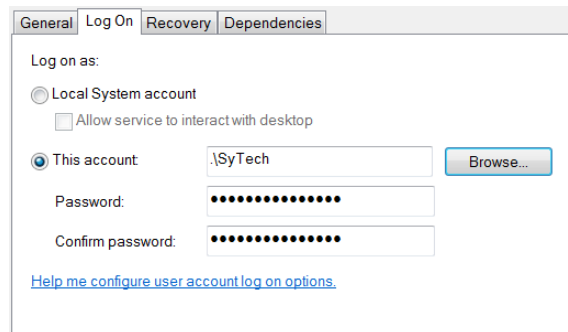 General Log On Recovery Dependencies
Log on as:
Local System account
Allow service to interact with desktop
This account: .\SyTech Browse...
Password: •••••••••••••••
Confirm password: •••••••••••••••
Help me configure user account log on options.